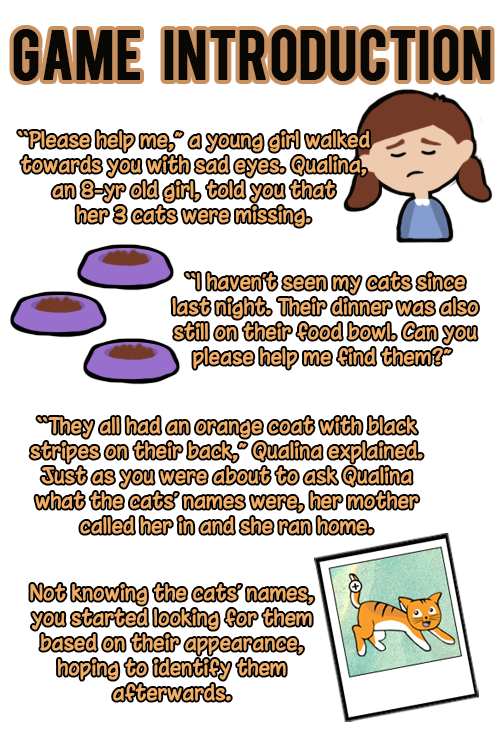 GAME INTRODUCTION
“Please help me,” a young girl walked
towards you with sad eyes. Qualina,
an 8-yr old girl, told you that
her 3 cats were missing.
“I haven’t seen my cats since
last night. Their dinner was also
still on their food bowl. Can you
please help me find them?”
“They all had an orange coat with black
stripes on their back,” Qualina explained.
Just as you were about to ask Qualina
what the cats’ names were, her mother
called her in and she ran home.
Not knowing the cats’ names,
you started looking for them
based on their appearance,
hoping to identify them
afterwards.